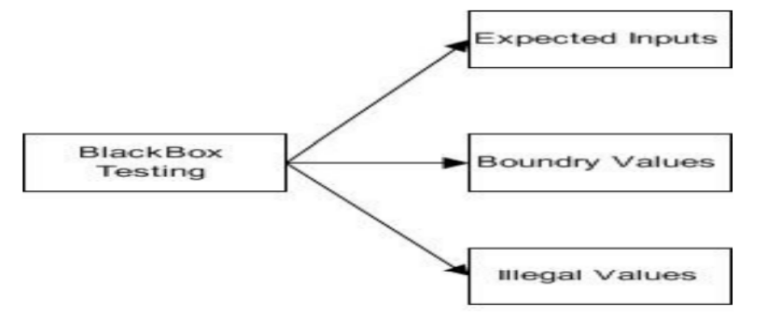 Expected Inputs
BlackBox
Testing
Boundry Values
Illegal Values